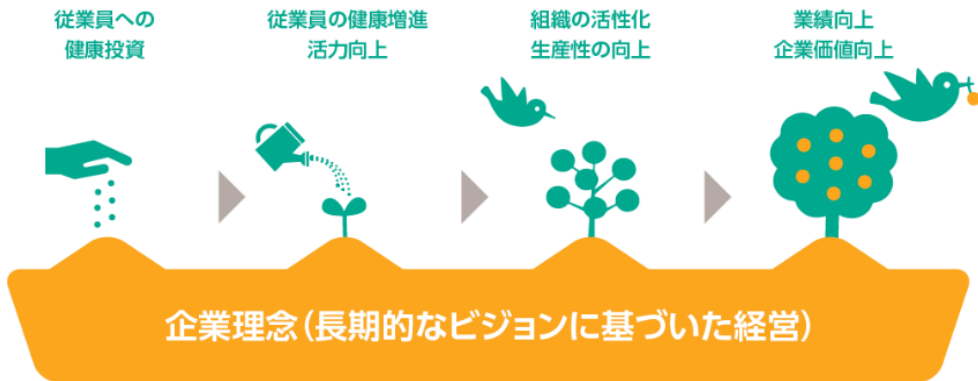 従業員への
健康投資
従業員の健康増進
活力向上
組織の活性化
生産性の向上
業績向上
企業価値向上
企業理念(長期的なビジョンに基づいた経営)